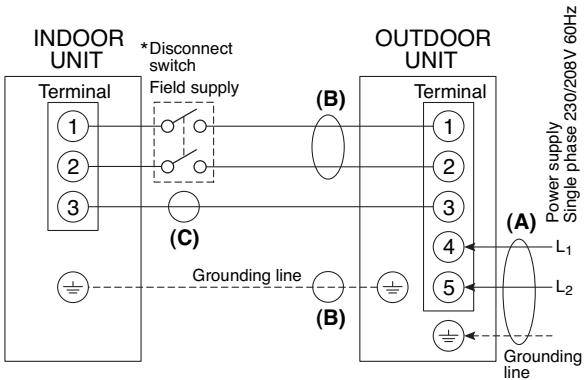 INDOOR
UNIT
*Disconnect
switch
Field supply
OUTDOOR
UNIT
Power supply
Single phase 230/208V 60Hz
Terminal
Terminal
(B)
1
1
2
2
3
3
(C)
(A)
4
L1
Grounding line
5
L2
(B)
Grounding
line